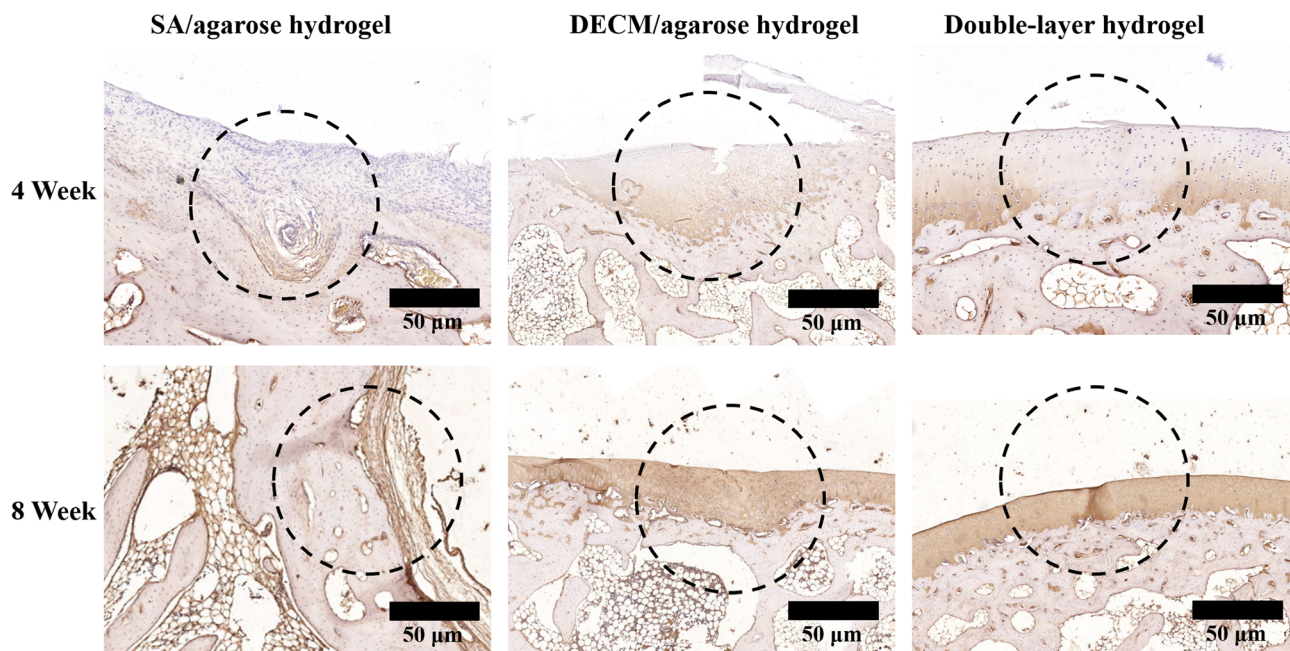 SA/agarose hydrogel
DECM/agarose hydrogel
Double-layer hydrogel
4 Week
50 µm
50 µm
50 µm
8 Week
50 µm
50 µm
50 µm